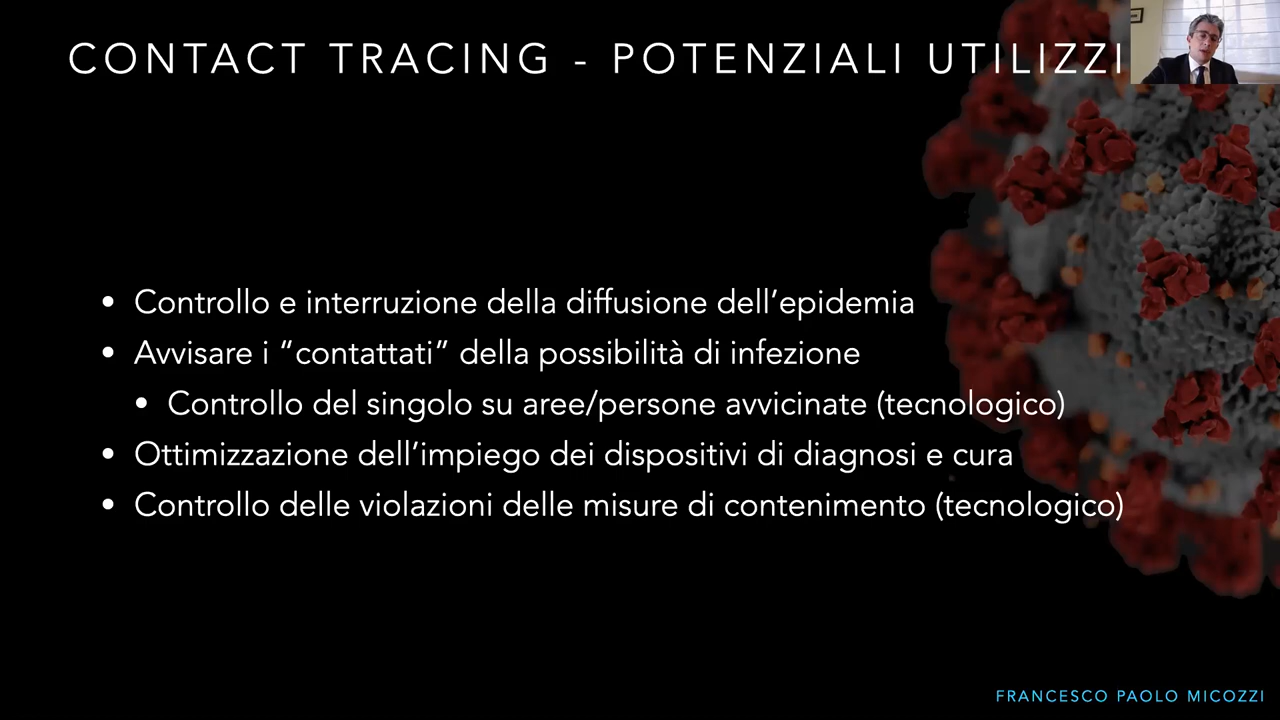 CONTACT TRACING - POTENZIALI UTILIZZI
• Controllo e interruzione della diffusione dell’epidemia
• Avvisare i “contattati” della possibilità di infezione
• Controllo del singolo su aree/persone avvicinate (tecnologico)
• Ottimizzazione dell’impiego dei dispositivi di diagnosi e cura
• Controllo delle violazioni delle misure di contenimento (tecnologico)
FRANCESCO PAOLO MICOZZI